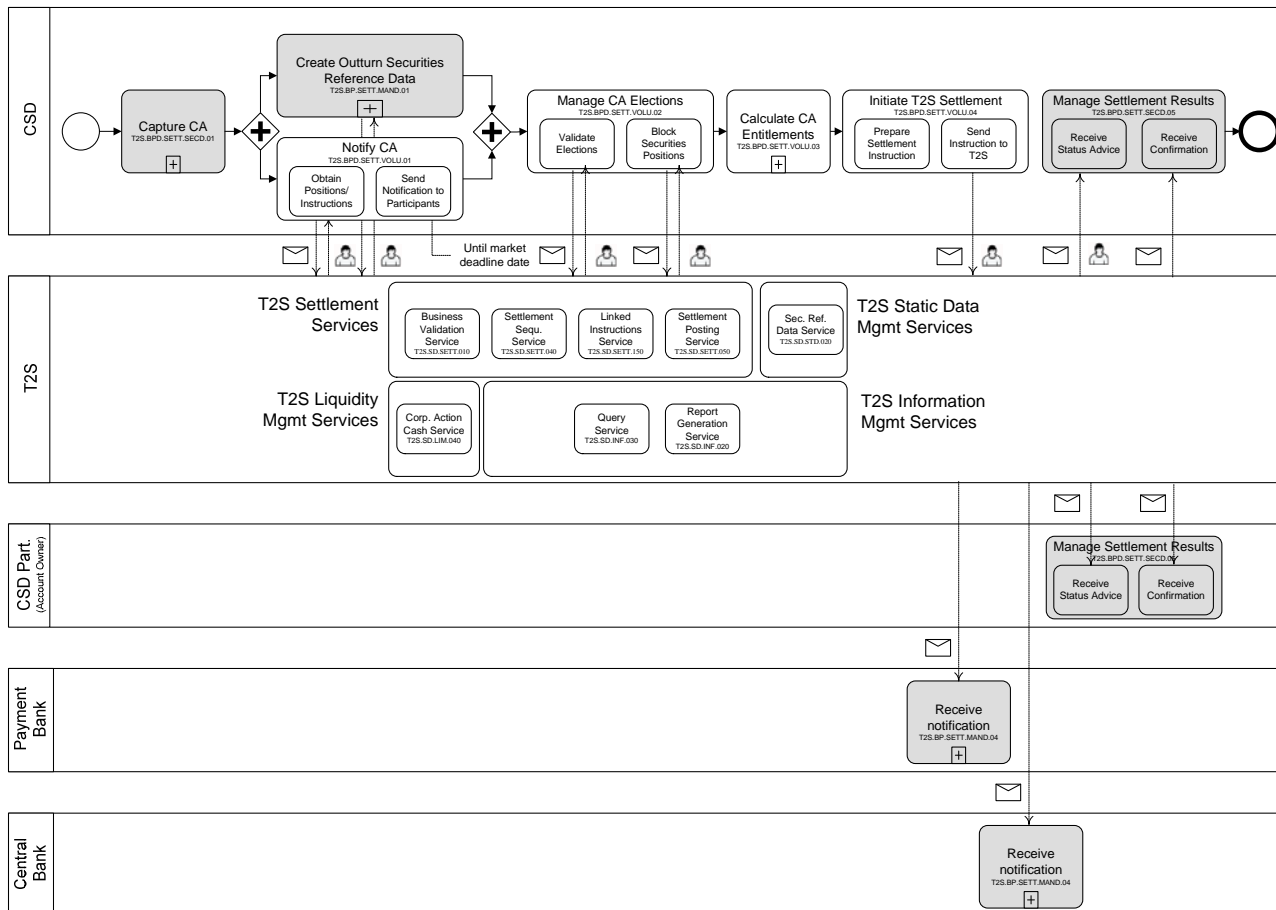 CSD
Capture CA
T2S.BPD.SETT.SECD.01
Create Outturn Securities
Reference Data
T2S.BP.SETT.MAND.01
Notify CA
T2S.BPD.SETT.VOLU.01
Obtain
Positions/
Instructions
Send
Notification to
Participants
Manage CA Elections
T2S.BPD.SETT.VOLU.02
Validate
Elections
Block
Securities
Positions
Calculate CA
Entitlements
T2S.BPD.SETT.VOLU.03
Initiate T2S Settlement
T2S.BPD.SETT.VOLU.04
Prepare
Settlement
Instruction
Send
Instruction to
T2S
Manage Settlement Results
T2S.BPD.SETT.SECD.05
Receive
Status Advice
Receive
Confirmation
Until market
deadline date
T2S
T2S Settlement
Services
Business
Validation
Service
T2S.SD.SETT.010
Settlement
Sequ. Service
T2S.SD.SETT.040
Linked
Instructions
Service
T2S.SD.SETT.150
Settlement
Posting
Service
T2S.SD.SETT.050
Sec. Ref.
Data Service
T2S.SD.STD.020
T2S Static Data
Mgmt Services
T2S Liquidity
Mgmt Services
Corp. Action
Cash Service
T2S.SD.LIM.040
Query
Service
T2S.SD.INF.030
Report
Generation
Service
T2S.SD.INF.020
T2S Information
Mgmt Services
CSD Part.
(Account Owner)
Manage Settlement Results
T2S.BPD.SETT.SECD.05
Receive
Status Advice
Receive
Confirmation
Payment
Bank
Receive
notification
T2S.BP.SETT.MAND.04
Central
Bank
Receive
notification
T2S.BP.SETT.MAND.04